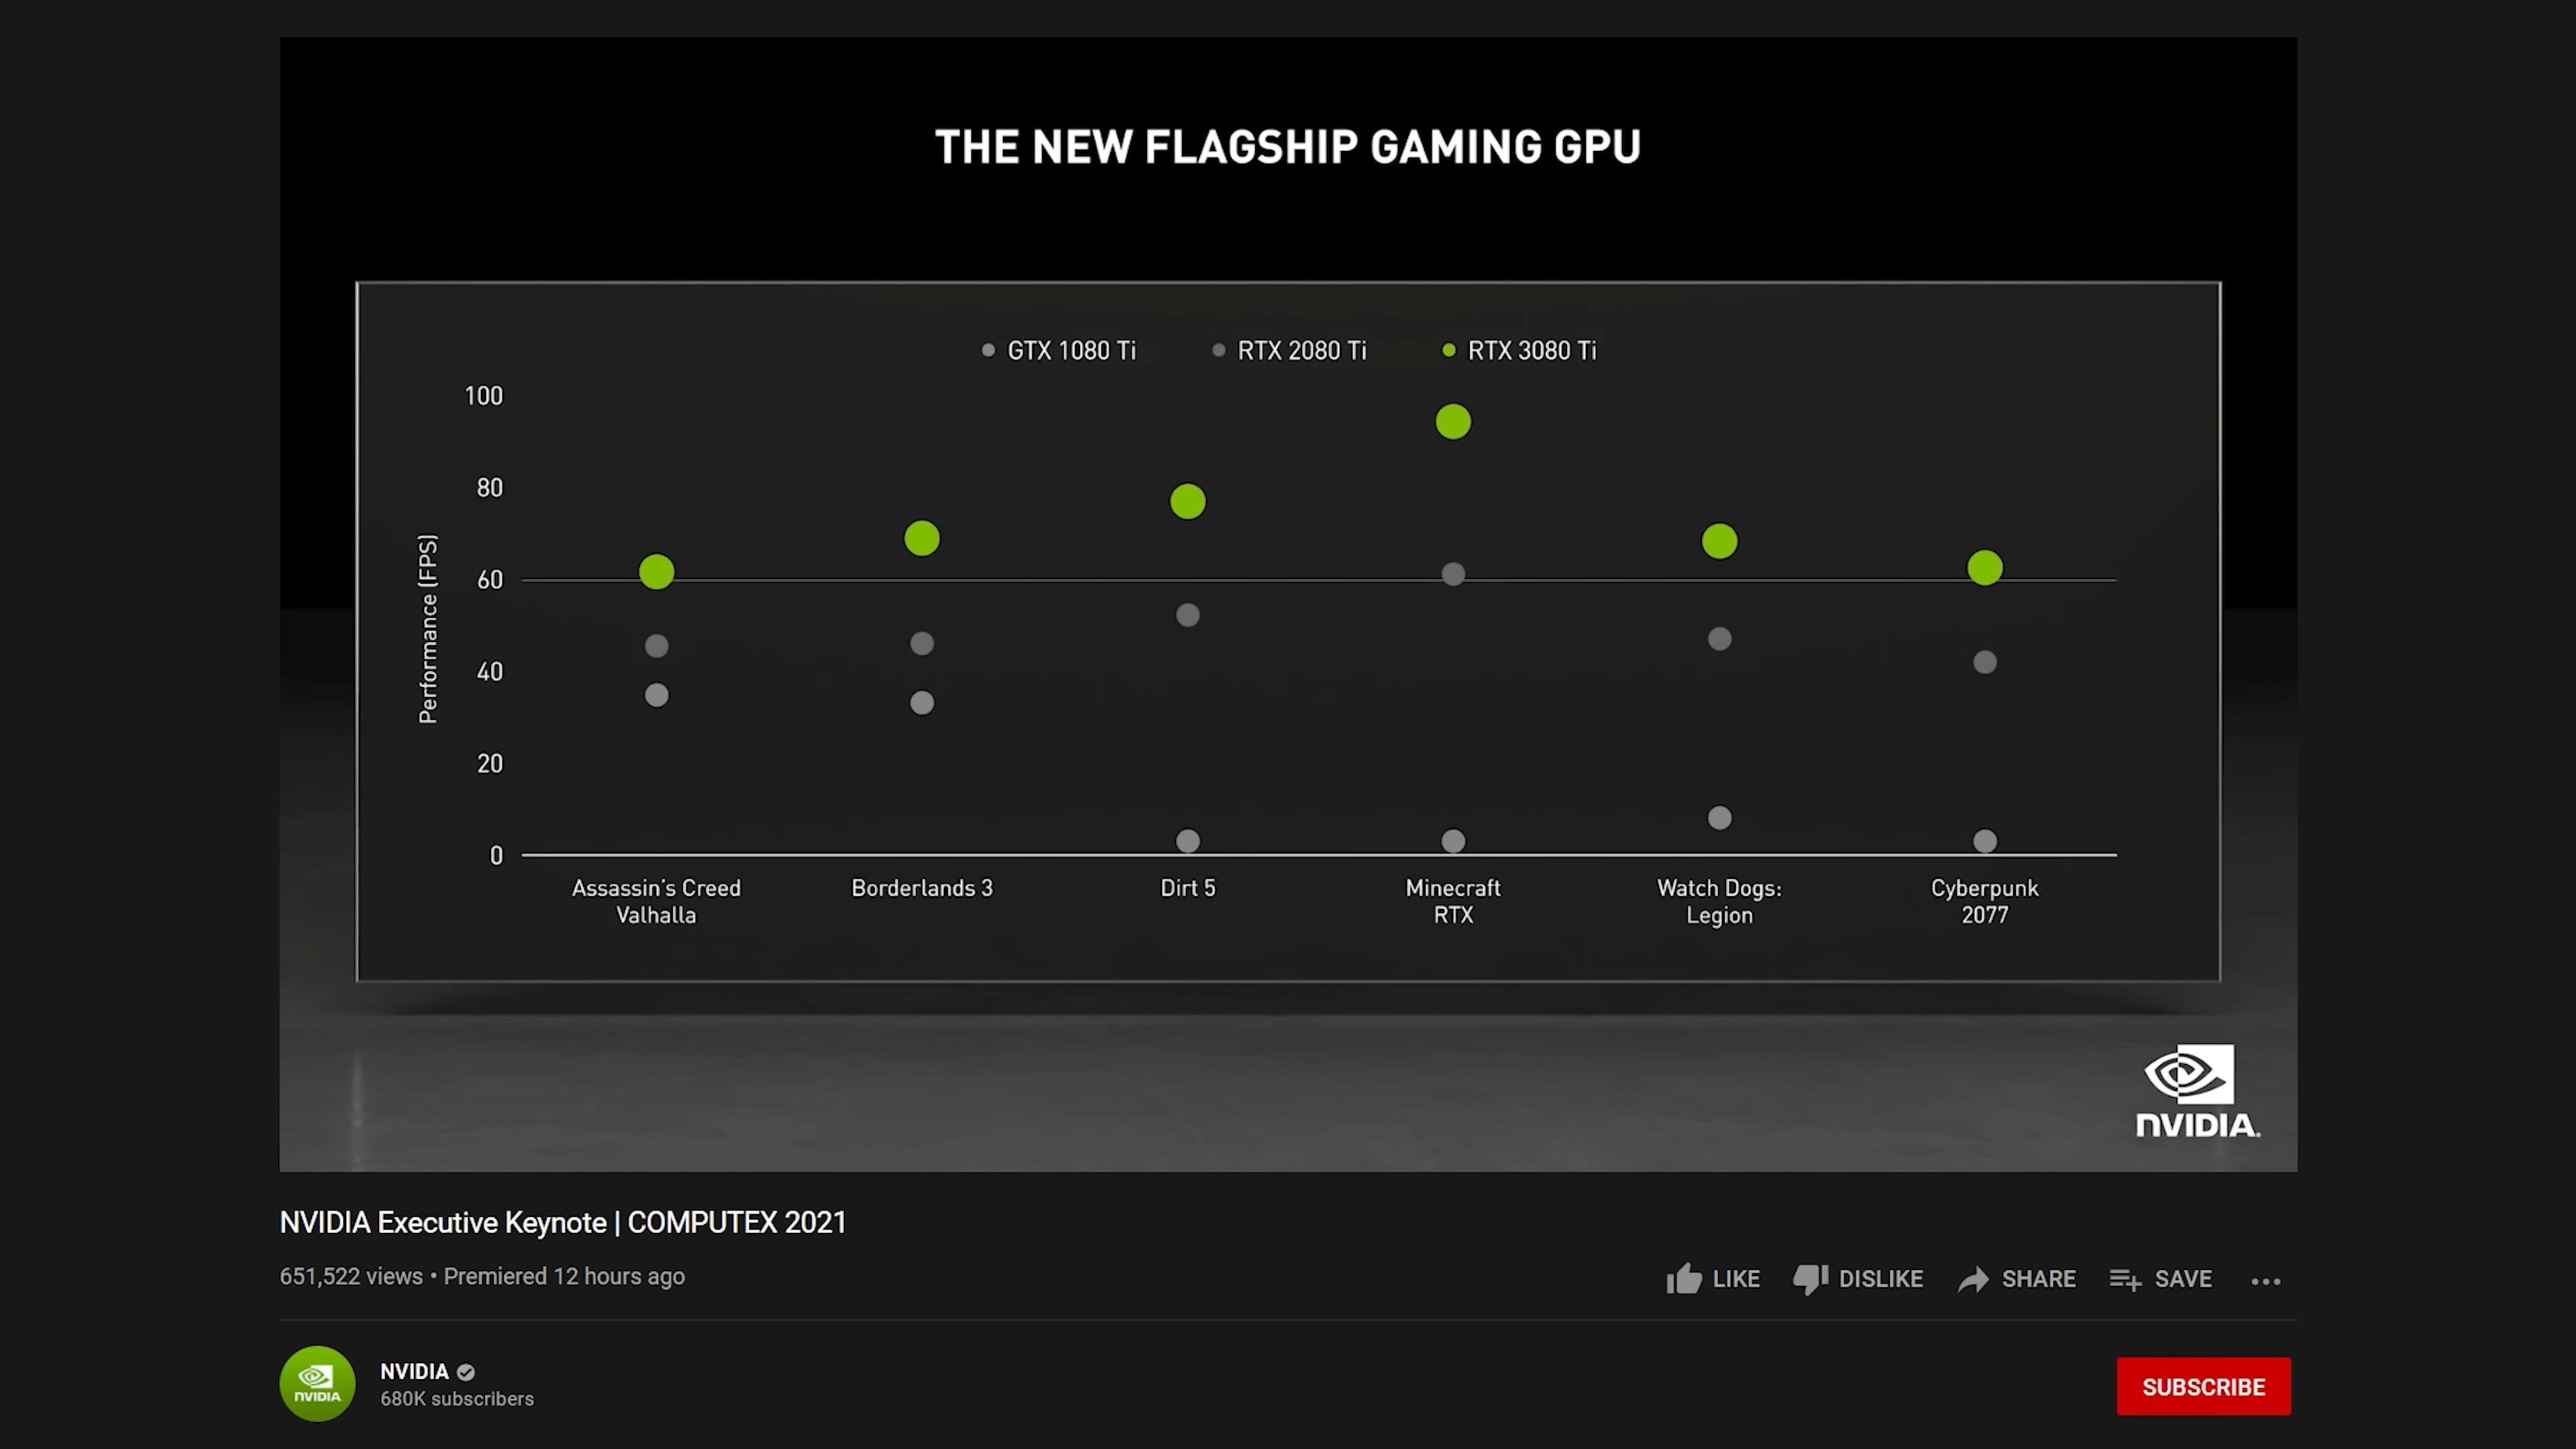 THE NEW FLAGSHIP GAMING GPU
GTX 1080 Ti RTX 2080 Ti RTX 3080 Ti
100
80
60
40
20
0
Performance (FPS)
Assassin's Creed
Valhalla
Borderlands 3
Dirt 5
Minecraft
RTX
Watch Dogs:
Legion
Cyberpunk
2077
NVIDIA.
NVIDIA Executive Keynote | COMPUTEX 2021
651,522 views • Premiered 12 hours ago
LIKE DISLIKE SHARE SAVE
NVIDIA
NVIDIA
680K subscribers
SUBSCRIBE